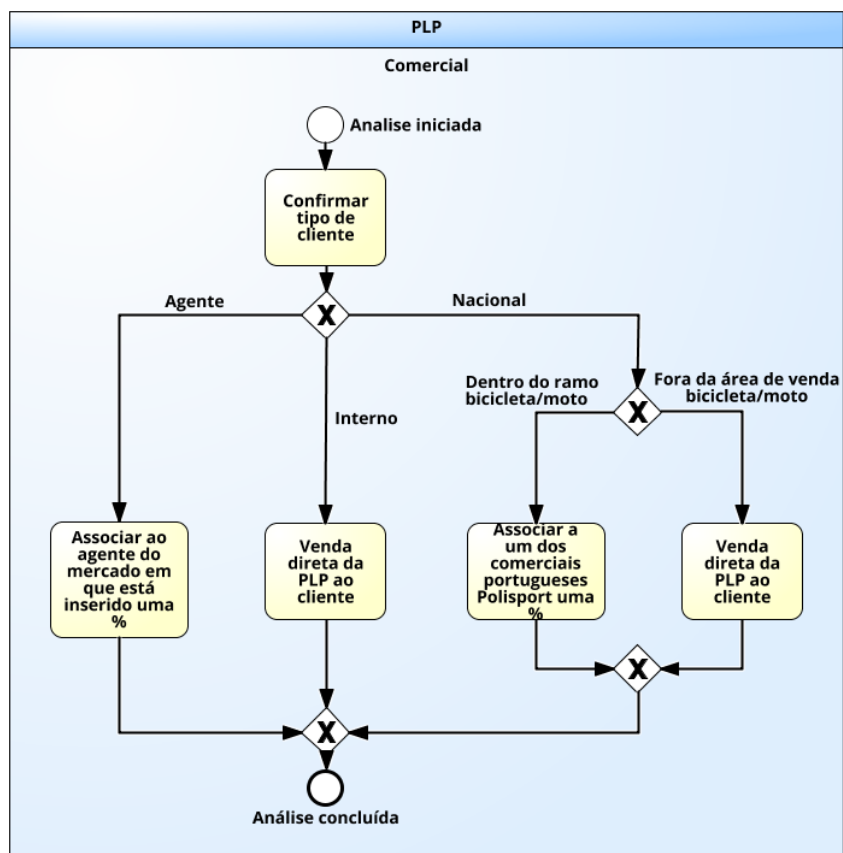 PLP
Comercial
Analise iniciada
Confirmar
tipo de
cliente
Agente
X
Nacional
Dentro do ramo
bicicleta/moto
X
Fora da área de venda
bicicleta/moto
Interno
Associar ao
agente do
mercado em
que está
inserido uma
%
Venda
direta da
PLP ao
cliente
Associar a
um dos
comerciais
portugueses
Polisport uma
%
Venda
direta da
PLP ao
cliente
X
X
Análise concluída